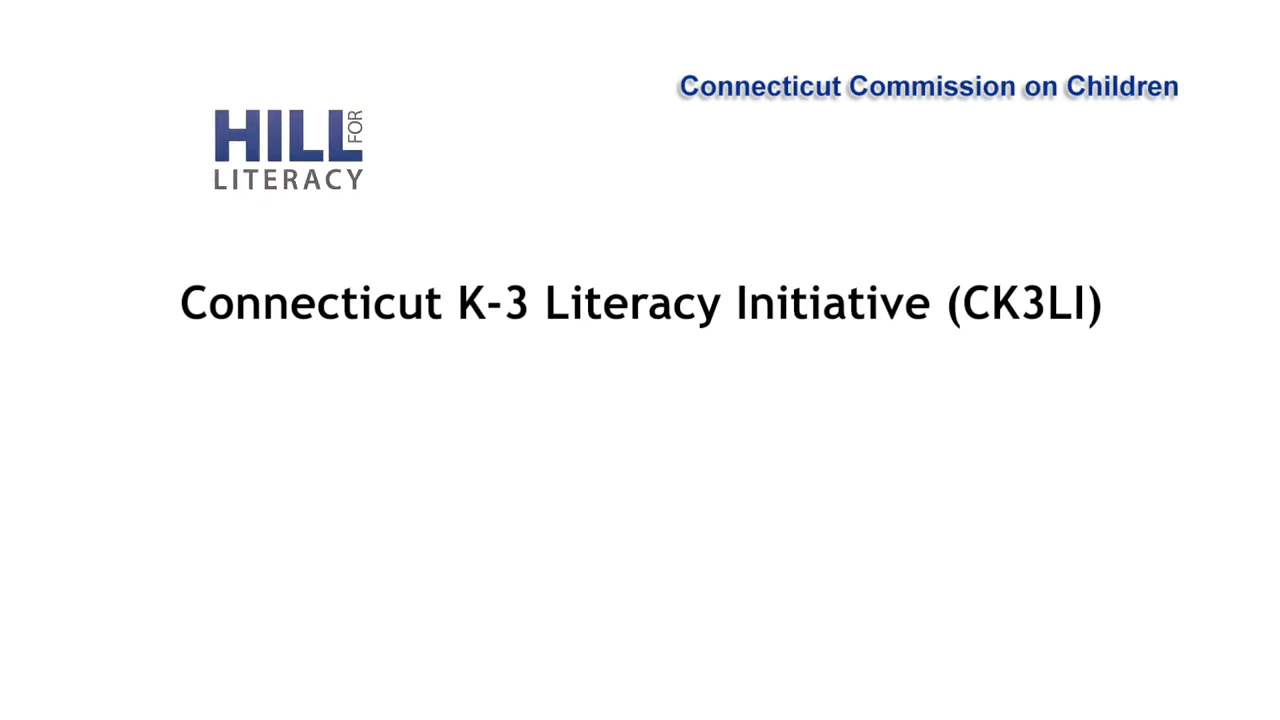 Connecticut Commission on Children
HILL FOR
LITERACY
Connecticut K-3 Literacy Initiative (CK3LI)